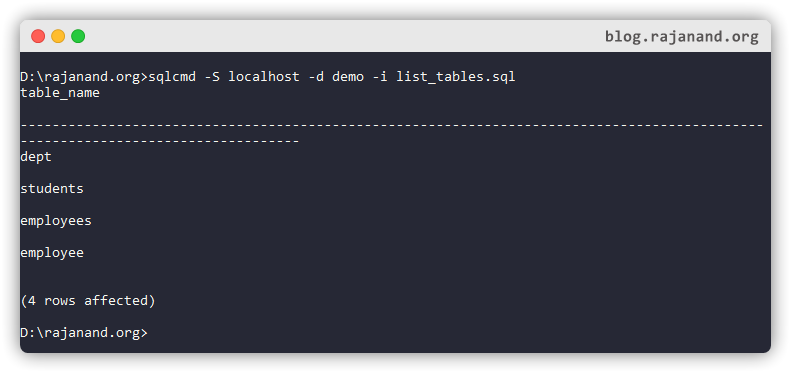 blog.rajanand.org
D:\rajanand.org>sqlcmd -S localhost -d demo -i list_tables.sql
table_name
---------------------------------------------------------------------------------------------
-----------------------------------
dept
students
employees
employee
(4 rows affected)
D:\rajanand.org>